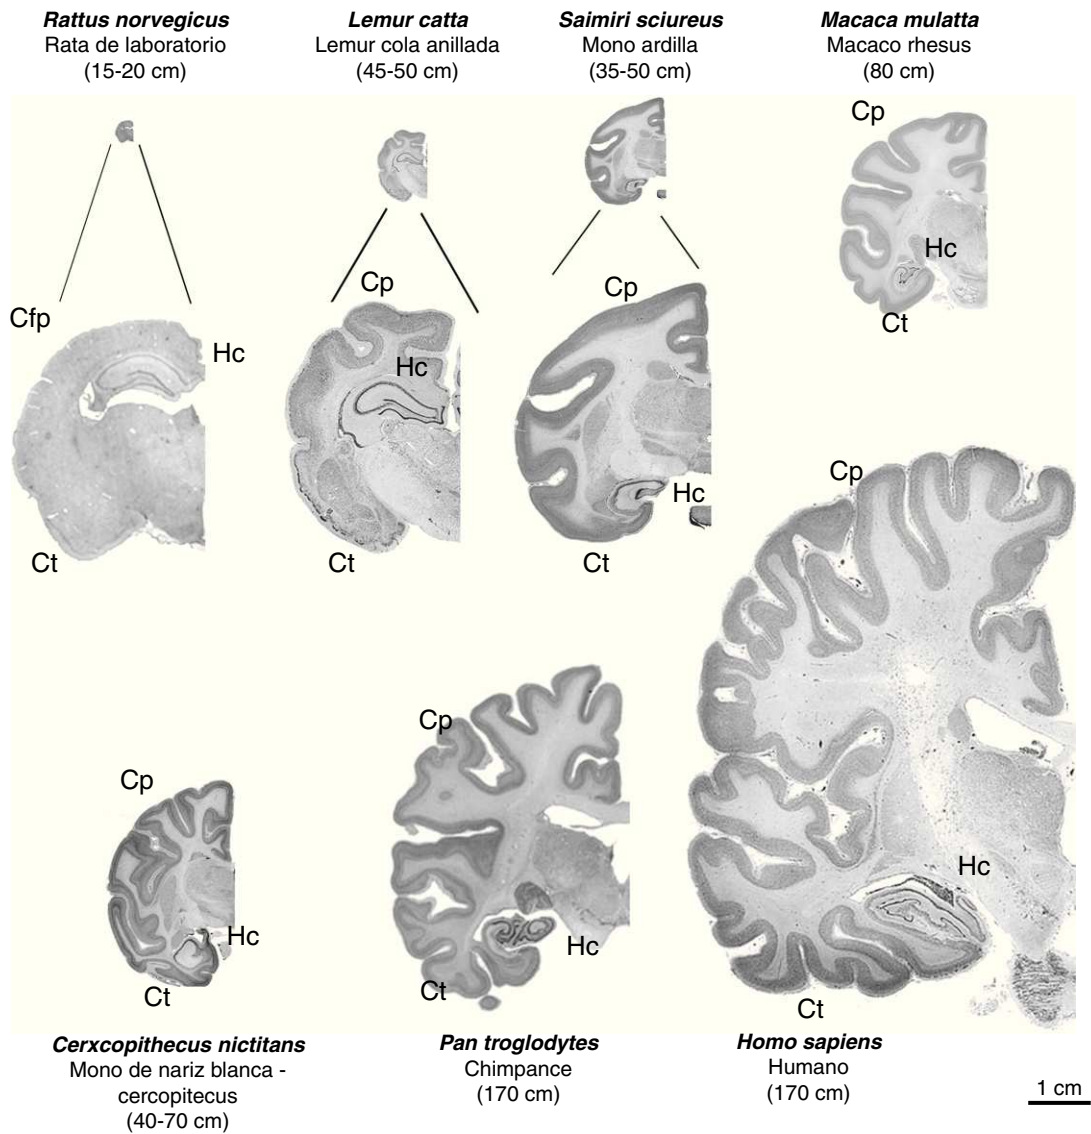 Rattus norvegicus
Rata de laboratorio
(15-20 cm)
Lemur catta
Lemur cola anillada
(45-50 cm)
Saimiri sciureus
Mono ardilla
(35-50 cm)
Macaca mulatta
Macaco rhesus
(80 cm)
Cp
Hc
Ct
Cfp
Hc
Ct
Cp
Hc
Ct
Cp
Hc
Ct
Cp
Hc
Ct
Cp
Hc
Ct
Cp
Hc
Ct
Cerxcopithecus nictitans
Mono de nariz blanca -
cercopitecus
(40-70 cm)
Pan troglodytes
Chimpance
(170 cm)
Homo sapiens
Humano
(170 cm)
1 cm